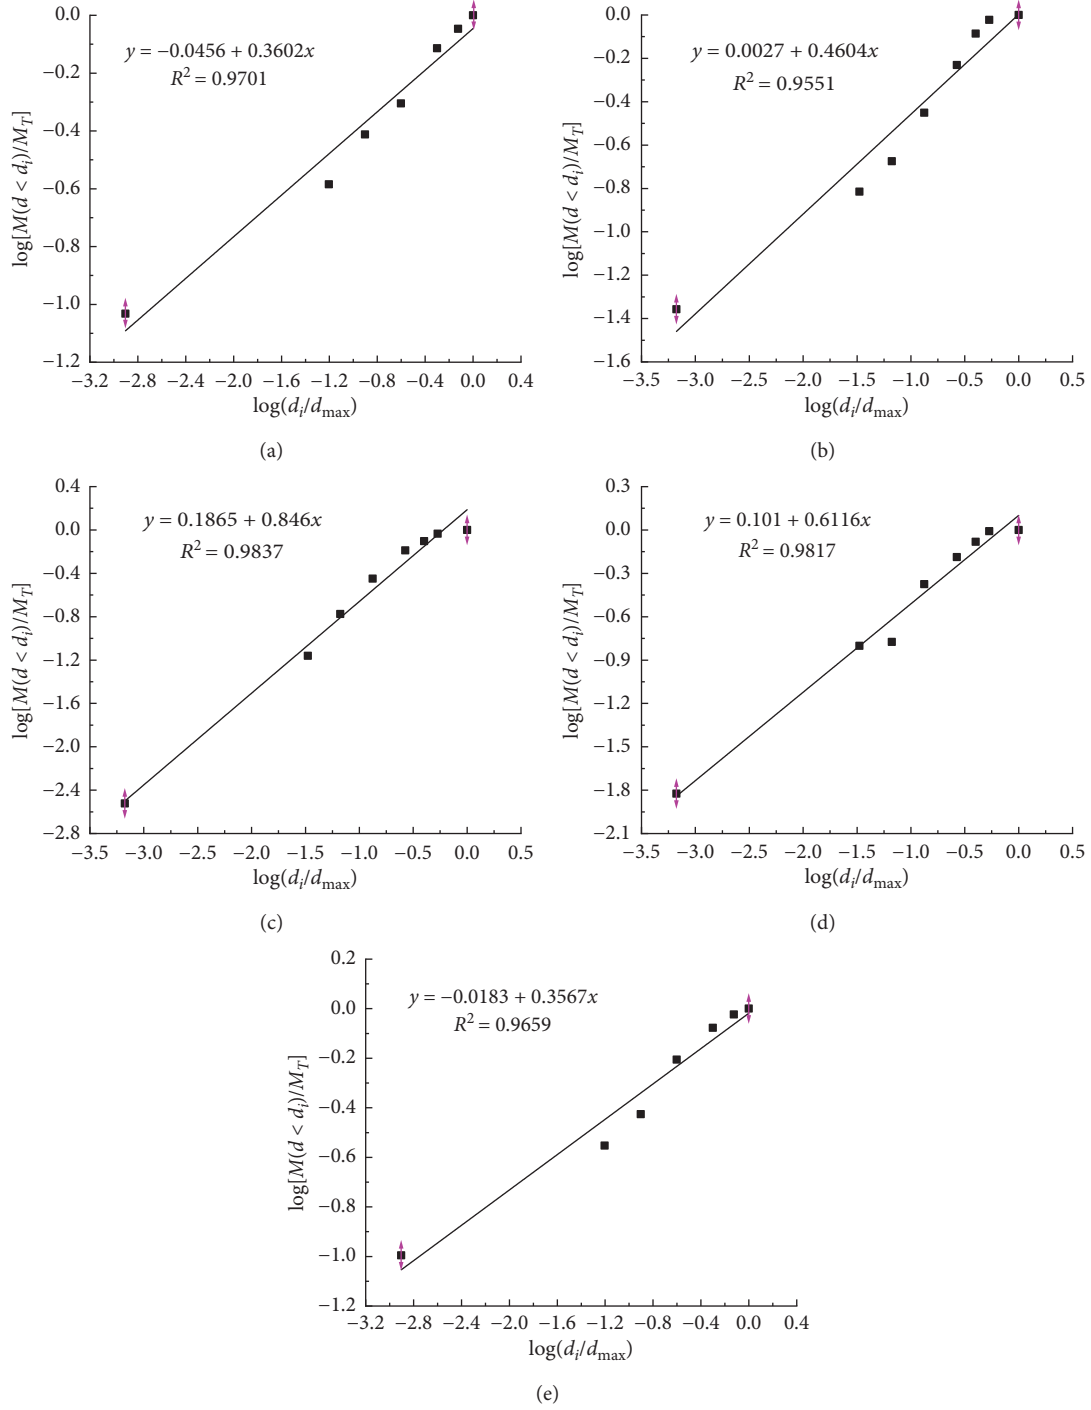 y = −0.0456 + 0.3602x
R² = 0.9701
0.0
−0.2
−0.4
−0.6
−0.8
−1.0
−1.2
log[M(d < dᵢ)/M_T]
−3.2 −2.8 −2.4 −2.0 −1.6 −1.2 −0.8 −0.4 0.0 0.4
log(dᵢ/d_max)
(a)
y = 0.0027 + 0.4604x
R² = 0.9551
0.0
−0.2
−0.4
−0.6
−0.8
−1.0
−1.2
−1.4
−1.6
log[M(d < dᵢ)/M_T]
−3.5 −3.0 −2.5 −2.0 −1.5 −1.0 −0.5 0.0 0.5
log(dᵢ/d_max)
(b)
y = 0.1865 + 0.846x
R² = 0.9837
0.4
0.0
−0.4
−0.8
−1.2
−1.6
−2.0
−2.4
−2.8
log[M(d < dᵢ)/M_T]
−3.5 −3.0 −2.5 −2.0 −1.5 −1.0 −0.5 0.0 0.5
log(dᵢ/d_max)
(c)
y = 0.101 + 0.6116x
R² = 0.9817
0.3
0.0
−0.3
−0.6
−0.9
−1.2
−1.5
−1.8
−2.1
log[M(d < dᵢ)/M_T]
−3.5 −3.0 −2.5 −2.0 −1.5 −1.0 −0.5 0.0 0.5
log(dᵢ/d_max)
(d)
y = −0.0183 + 0.3567x
R² = 0.9659
0.2
0.0
−0.2
−0.4
−0.6
−0.8
−1.0
−1.2
log[M(d < dᵢ)/M_T]
−3.2 −2.8 −2.4 −2.0 −1.6 −1.2 −0.8 −0.4 0.0 0.4
log(dᵢ/d_max)
(e)